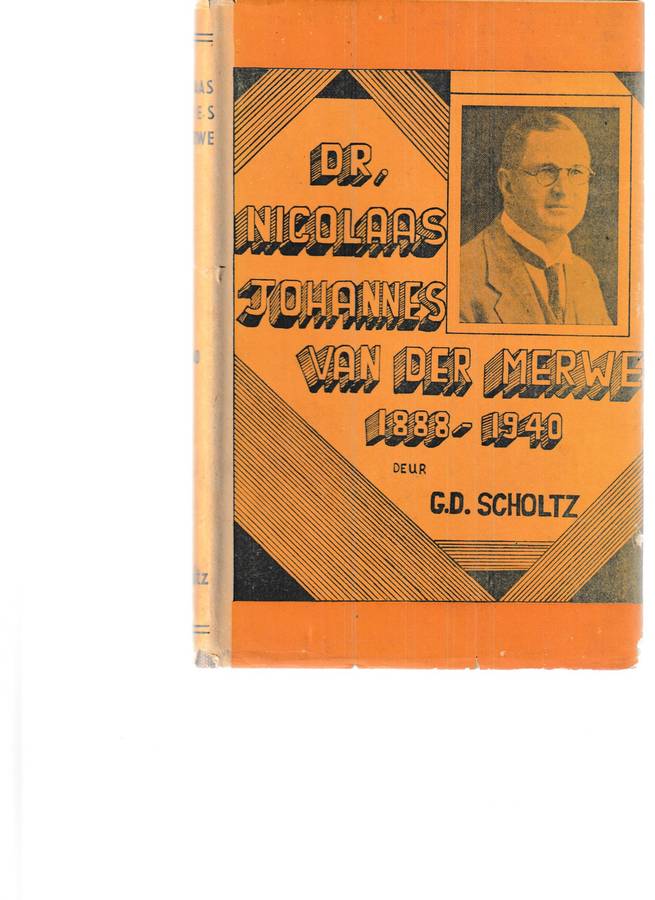 DR.
NICOLAAS
JOHANNES
VAN DER MERWE
1888-1940
DEUR
G.D. SCHOLTZ